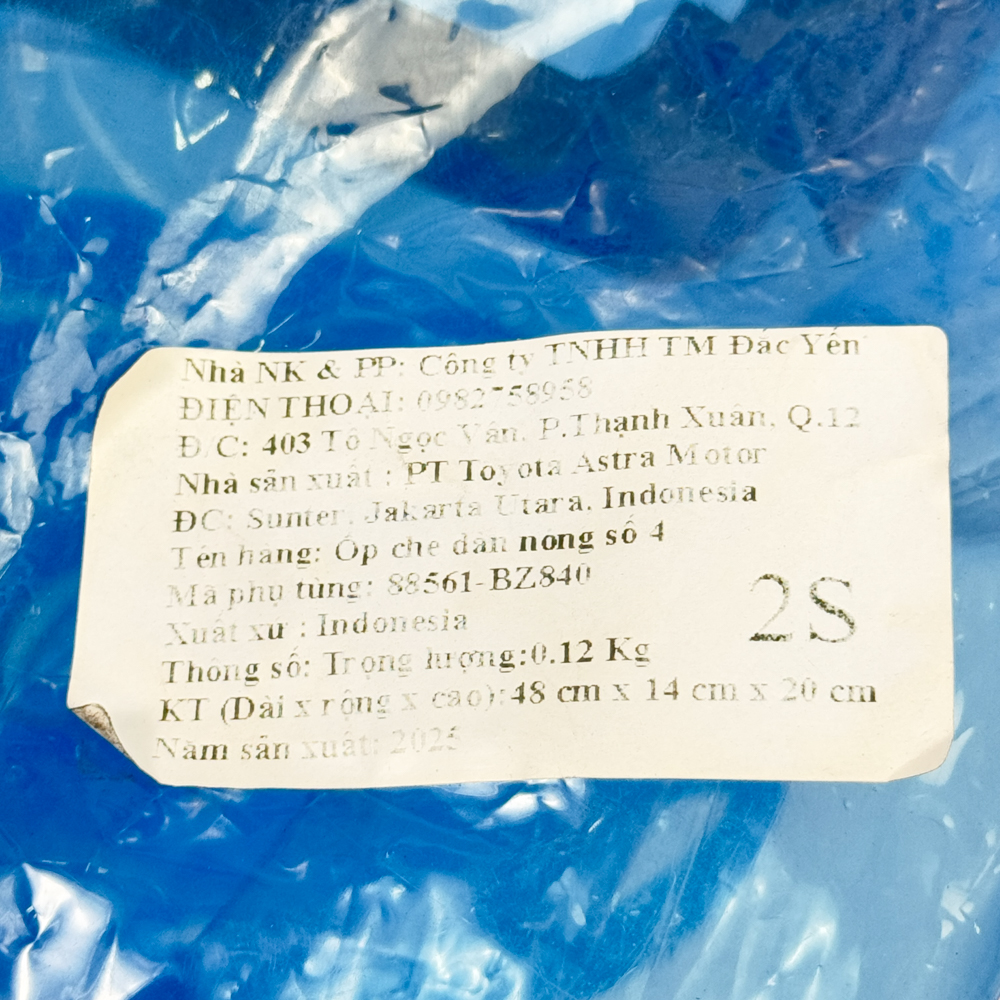 Nhà NK & PP: Công ty TNHH TM Đắc Yến
ĐIỆN THOẠI: 0982758958
Đ/C: 403 Tô Ngọc Vân, P.Thạnh Xuân, Q.12
Nhà sản xuất : PT Toyota Astra Motor
ĐC: Sunter, Jakarta Utara, Indonesia
Tên hàng: Ốp che dàn nóng số 4
Mã phụ tùng: 88561-BZ840
Xuất xứ : Indonesia
2S
Thông số: Trọng lượng:0.12 Kg
KT (Dài x rộng x cao):48 cm x 14 cm x 20 cm
Năm sản xuất: 2025